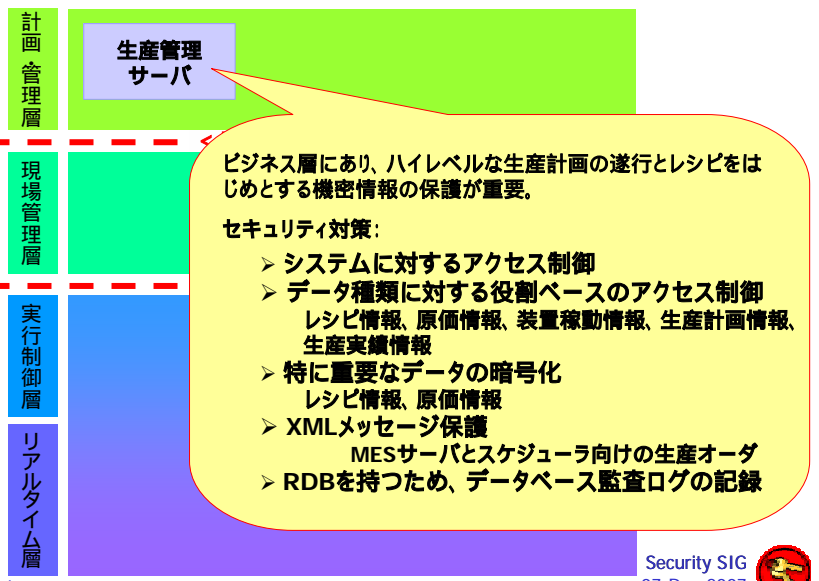 計画・管理層
生産管理
サーバ
現場管理層
実行制御層
リアルタイム層
ビジネス層にあり、ハイレベルな生産計画の遂行とレシピをは
じめとする機密情報の保護が重要。
セキュリティ対策:
➢ システムに対するアクセス制御
➢ データ種類に対する役割ベースのアクセス制御
レシピ情報、原価情報、装置稼動情報、生産計画情報、
生産実績情報
➢ 特に重要なデータの暗号化
レシピ情報、原価情報
➢ XMLメッセージ保護
MESサーバとスケジューラ向けの生産オーダ
➢ RDBを持つため、データベース監査ログの記録
Security SIG